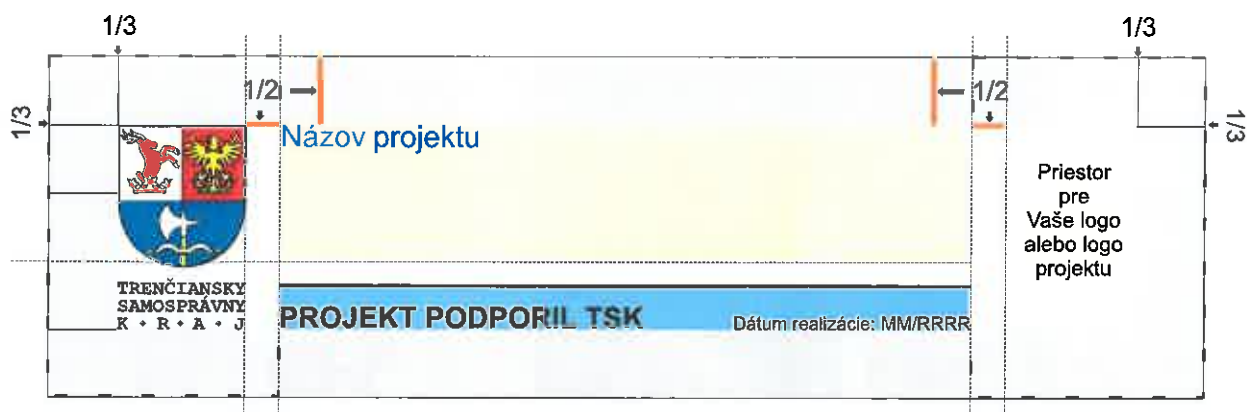 1/3
1/3
1/2
1/2
1/3
1/3
Názov projektu
Priestor
pre
Vaše logo
alebo logo
projektu
TRENČIANSKY
SAMOSPRÁVNY
K • R • A • J
PROJEKT PODPORIL TSK
Dátum realizácie: MM/RRRR